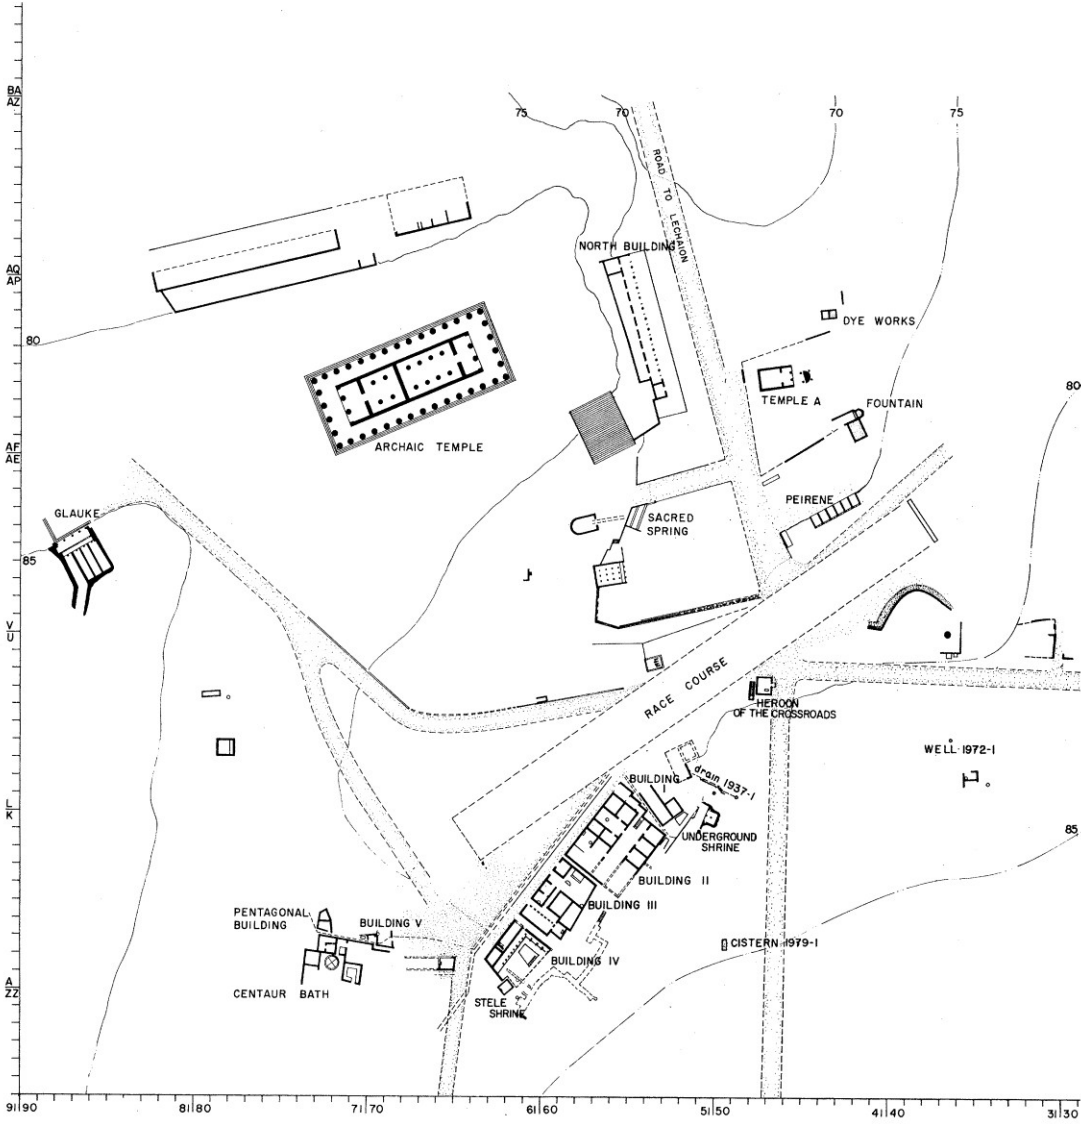 BA
AZ
75
70
70
75
ROAD TO LECHAION
NORTH BUILDING
AQ
AP
80
DYE WORKS
TEMPLE A
80
FOUNTAIN
ARCHAIC TEMPLE
AF
AE
PEIRENE
GLAUKE
SACRED
SPRING
85
V
U
RACE COURSE
HEROON
OF THE CROSSROADS
WELL 1972-1
BUILDING
I
drain 1937-1
L
K
UNDERGROUND
SHRINE
85
BUILDING II
BUILDING III
PENTAGONAL
BUILDING
BUILDING V
CISTERN 1979-1
BUILDING IV
A
ZZ
CENTAUR BATH
STELE
SHRINE
91|90
81|80
71|70
61|60
51|50
41|40
31|30